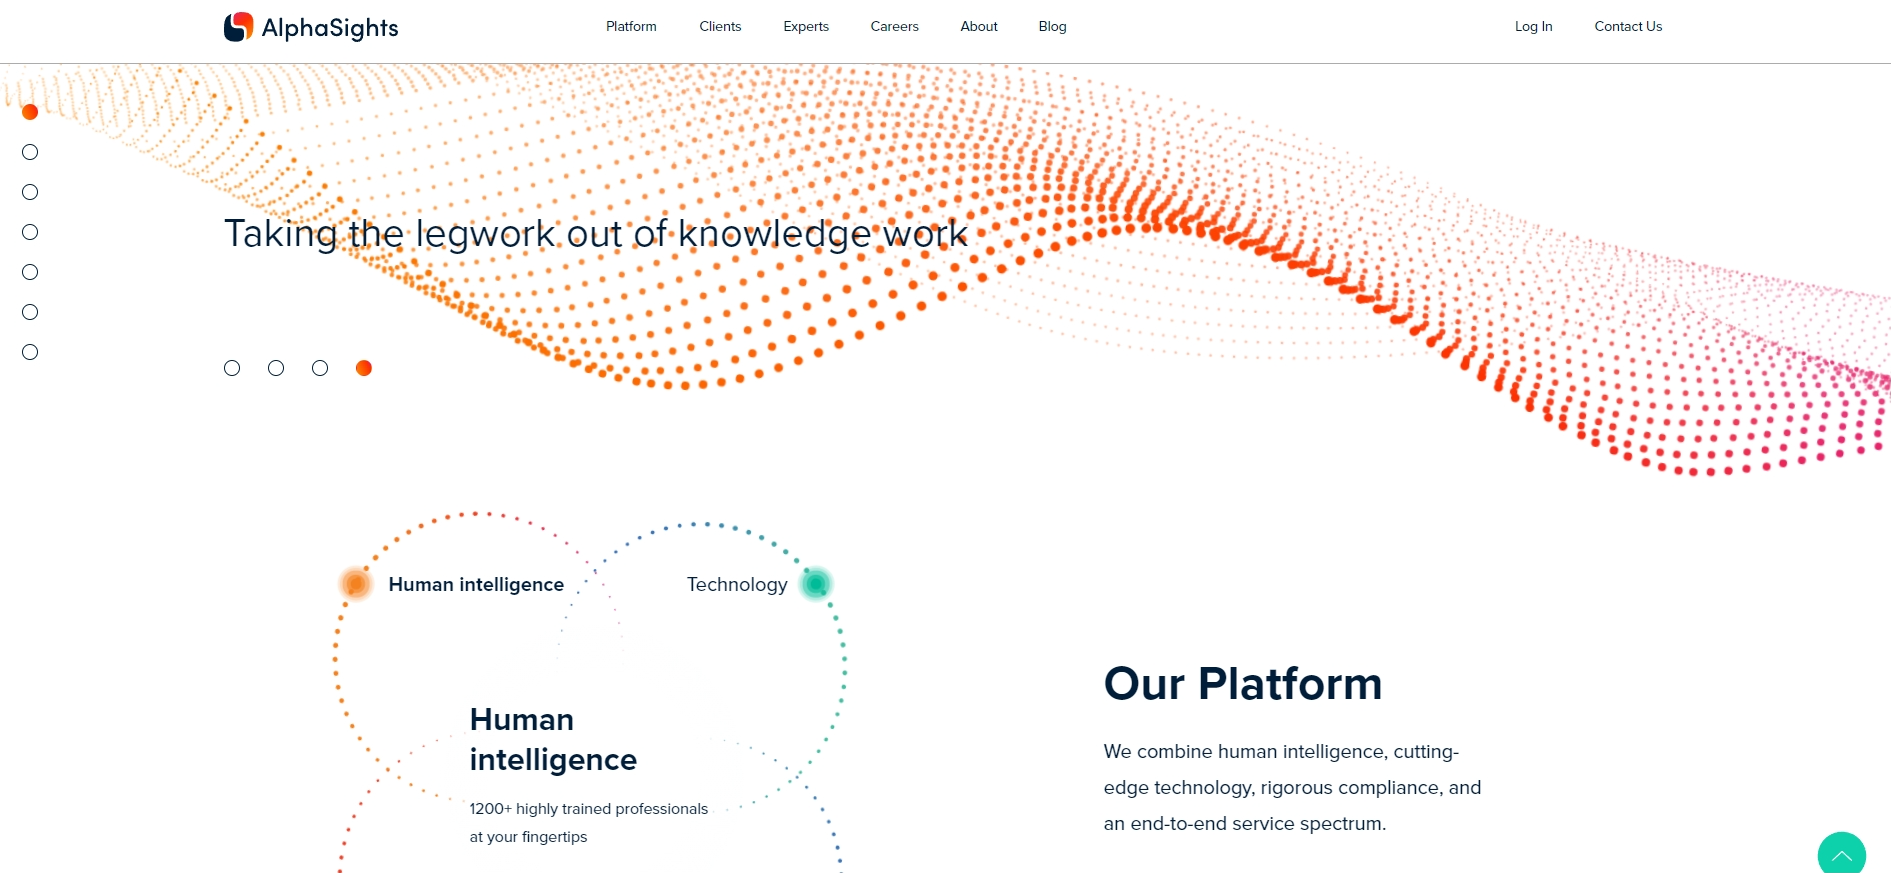 AlphaSights
Platform
Clients
Experts
Careers
About
Blog
Log In
Contact Us
Taking the legwork out of knowledge work
Human intelligence
Technology
Human
intelligence
1200+ highly trained professionals
at your fingertips
Our Platform
We combine human intelligence, cutting-
edge technology, rigorous compliance, and
an end-to-end service spectrum.